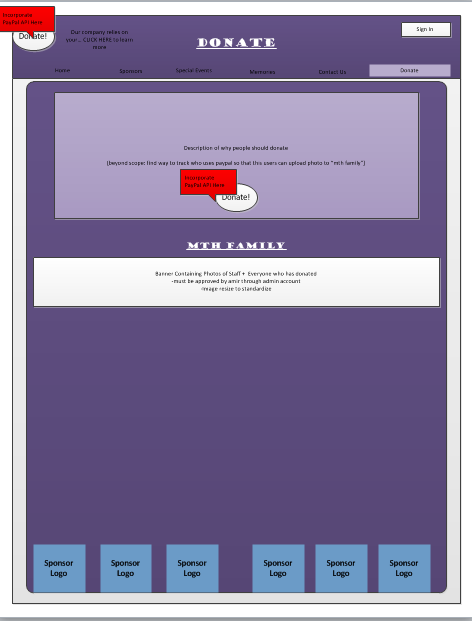 Incorporate
PayPal API Here
Donate!
Our company relies on
your... CLICK HERE to learn
more
DONATE
Sign in
Home
Sponsors
Special Events
Memories
Contact Us
Donate
Description of why people should donate
(beyond scope: find way to track who uses paypal so that this users can upload photo to "mth family")
Incorporate
PayPal API Here
Donate!
MTH FAMILY
Banner Containing Photos of Staff + Everyone who has donated
-must be approved by amir through admin account
-Image resize to standardize
Sponsor
Logo
Sponsor
Logo
Sponsor
Logo
Sponsor
Logo
Sponsor
Logo
Sponsor
Logo